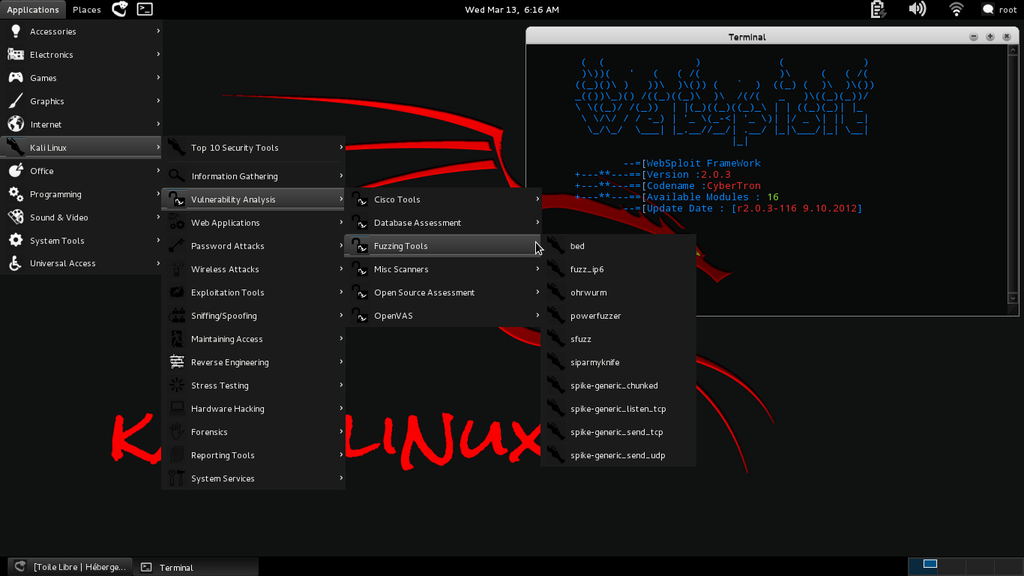 Applications Places Wed Mar 13, 6:16 AM root
Accessories
Electronics
Games
Graphics
Internet
Kali Linux
Office
Programming
Sound & Video
System Tools
Universal Access
Top 10 Security Tools
Information Gathering
Vulnerability Analysis
Web Applications
Password Attacks
Wireless Attacks
Exploitation Tools
Sniffing/Spoofing
Maintaining Access
Reverse Engineering
Stress Testing
Hardware Hacking
Forensics
Reporting Tools
System Services
Cisco Tools
Database Assessment
Fuzzing Tools
Misc Scanners
Open Source Assessment
OpenVAS
bed
fuzz_ip6
ohrwurm
powerfuzzer
sfuzz
siparmyknife
spike-generic_chunked
spike-generic_listen_tcp
spike-generic_send_tcp
spike-generic_send_udp
Terminal
--=[WebSploit FrameWork
+---**---==[Version :2.0.3
+---**---==[Codename :CyberTron
+---**---==[Available Modules : 16
--=[Update Date : [r2.0.3-116 9.10.2012]
[Toile Libre | Héberge...
Terminal